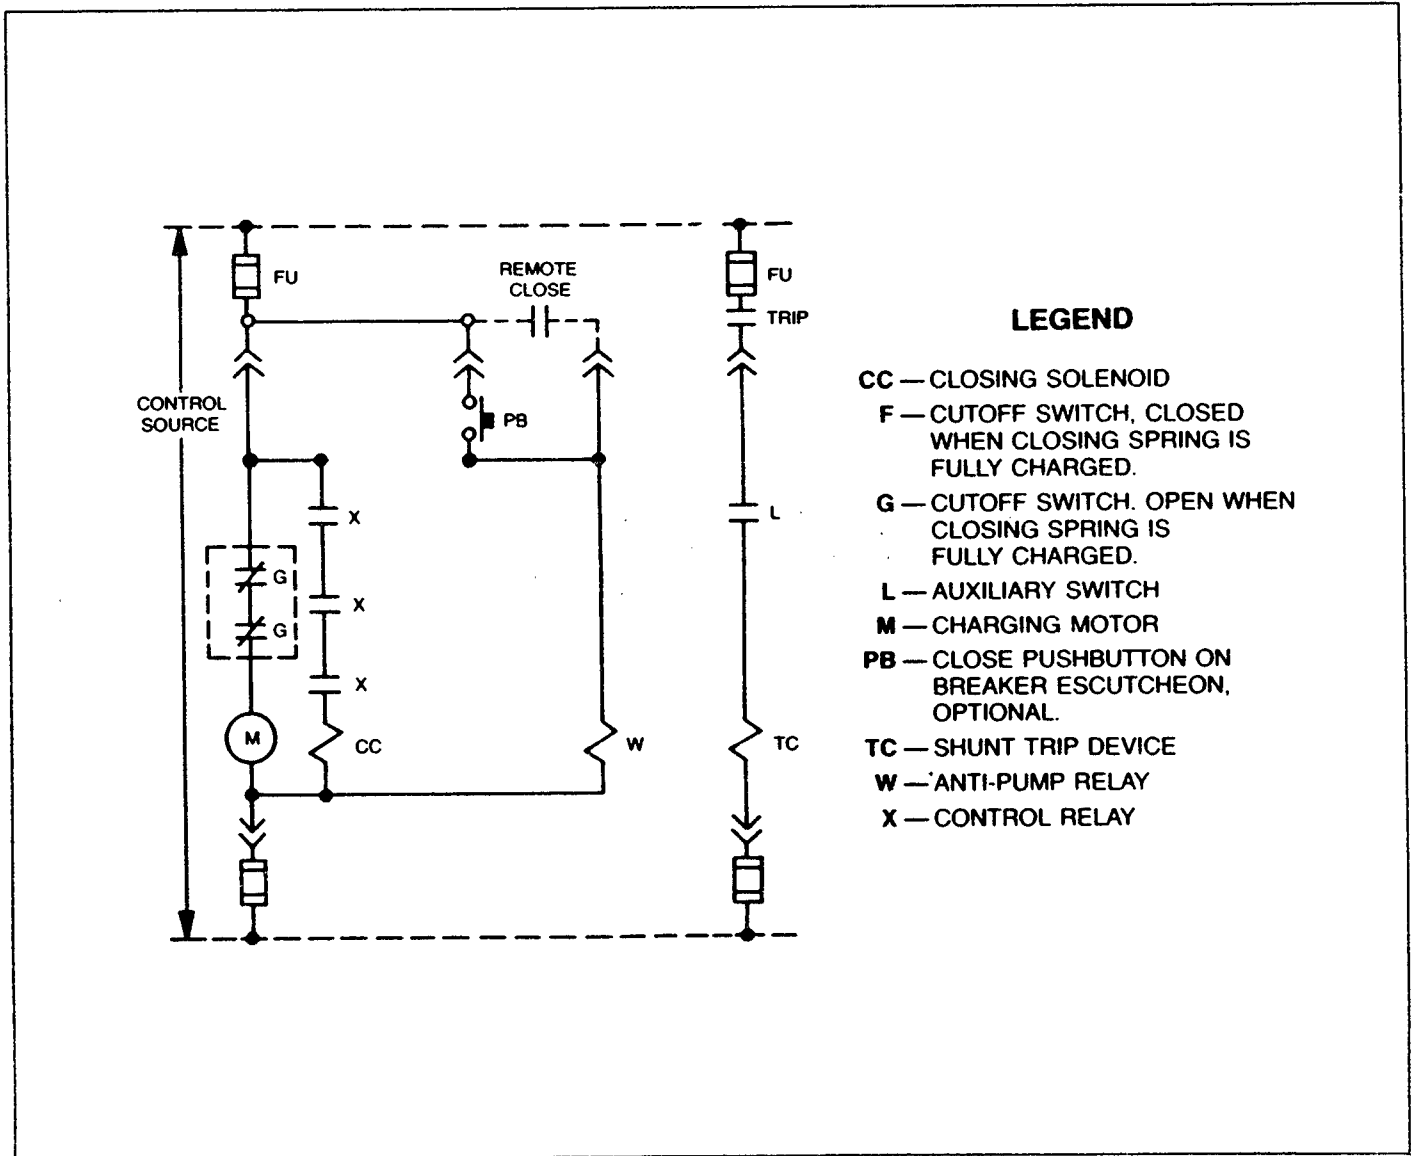 FU
REMOTE
CLOSE
FU
TRIP
CONTROL
SOURCE
PB
X
L
G
X
G
X
M
CC
W
TC
LEGEND
CC — CLOSING SOLENOID
F — CUTOFF SWITCH, CLOSED
WHEN CLOSING SPRING IS
FULLY CHARGED.
G — CUTOFF SWITCH. OPEN WHEN
CLOSING SPRING IS
FULLY CHARGED.
L — AUXILIARY SWITCH
M — CHARGING MOTOR
PB — CLOSE PUSHBUTTON ON
BREAKER ESCUTCHEON,
OPTIONAL.
TC — SHUNT TRIP DEVICE
W — ANTI-PUMP RELAY
X — CONTROL RELAY